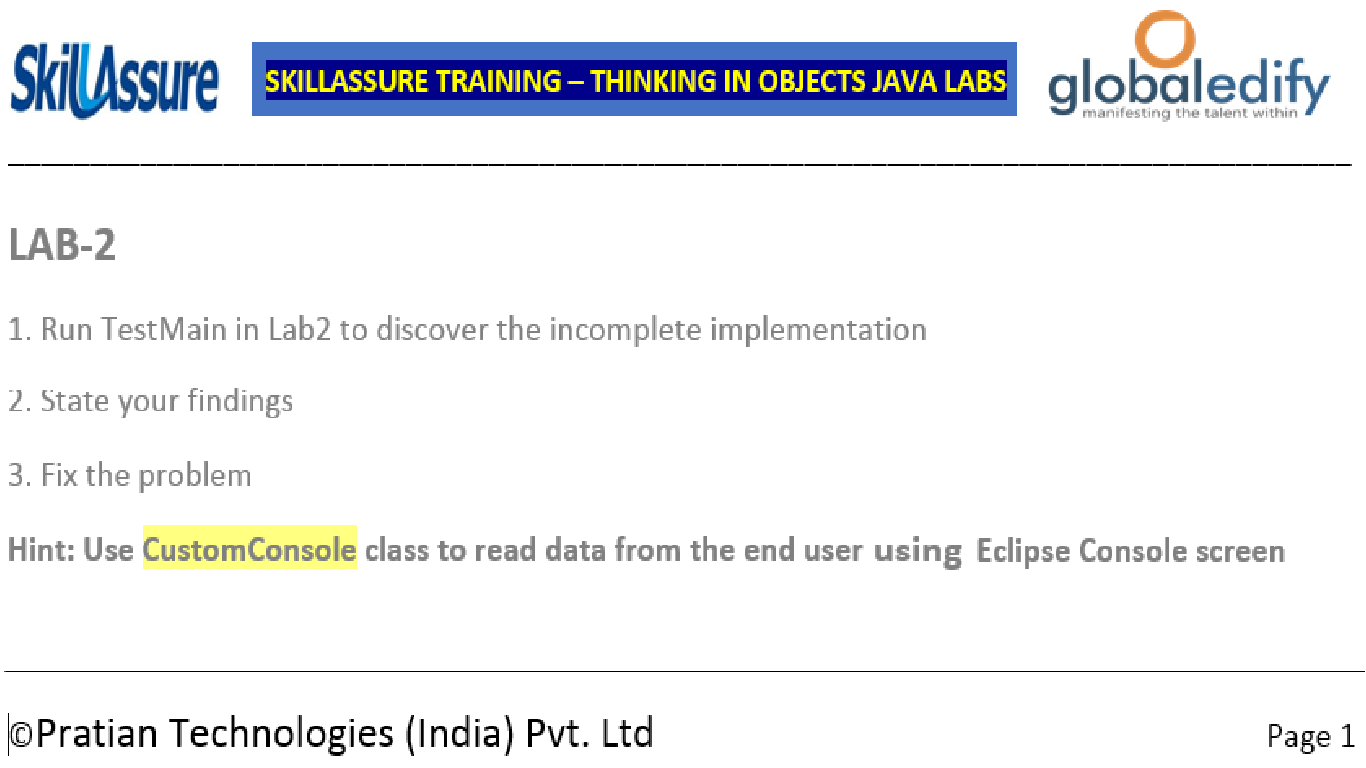 SkillAssure
SKILLASSURE TRAINING – THINKING IN OBJECTS JAVA LABS
globaledify
manifesting the talent within
LAB-2
1. Run TestMain in Lab2 to discover the incomplete implementation
2. State your findings
3. Fix the problem
Hint: Use CustomConsole class to read data from the end user using Eclipse Console screen
©Pratian Technologies (India) Pvt. Ltd
Page 1